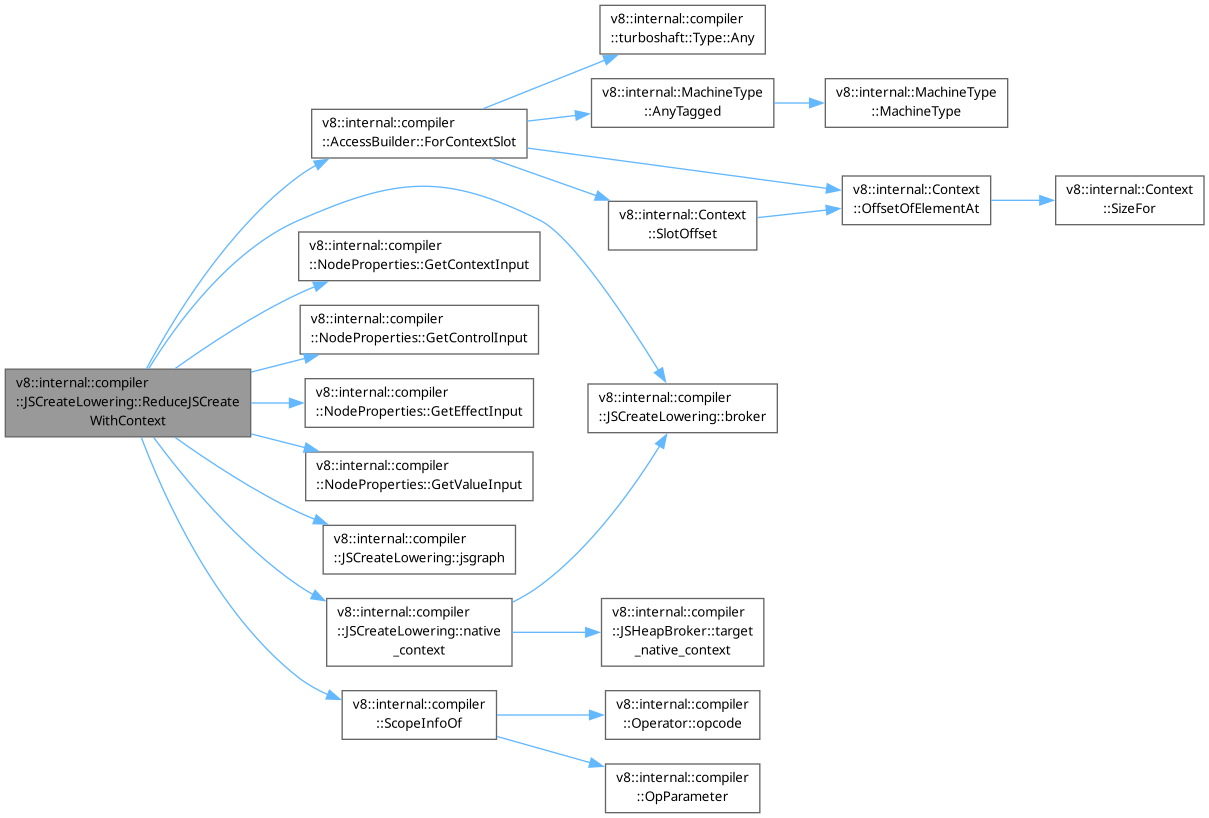 v8::internal::compiler
::JSCreateLowering::ReduceJSCreate
WithContext
v8::internal::compiler
::AccessBuilder::ForContextSlot
v8::internal::compiler
::turboshaft::Type::Any
v8::internal::MachineType
::AnyTagged
v8::internal::MachineType
::MachineType
v8::internal::Context
::OffsetOfElementAt
v8::internal::Context
::SizeFor
v8::internal::Context
::SlotOffset
v8::internal::compiler
::NodeProperties::GetContextInput
v8::internal::compiler
::NodeProperties::GetControlInput
v8::internal::compiler
::NodeProperties::GetEffectInput
v8::internal::compiler
::NodeProperties::GetValueInput
v8::internal::compiler
::JSCreateLowering::broker
v8::internal::compiler
::JSCreateLowering::jsgraph
v8::internal::compiler
::JSCreateLowering::native
_context
v8::internal::compiler
::JSHeapBroker::target
_native_context
v8::internal::compiler
::ScopeInfoOf
v8::internal::compiler
::Operator::opcode
v8::internal::compiler
::OpParameter